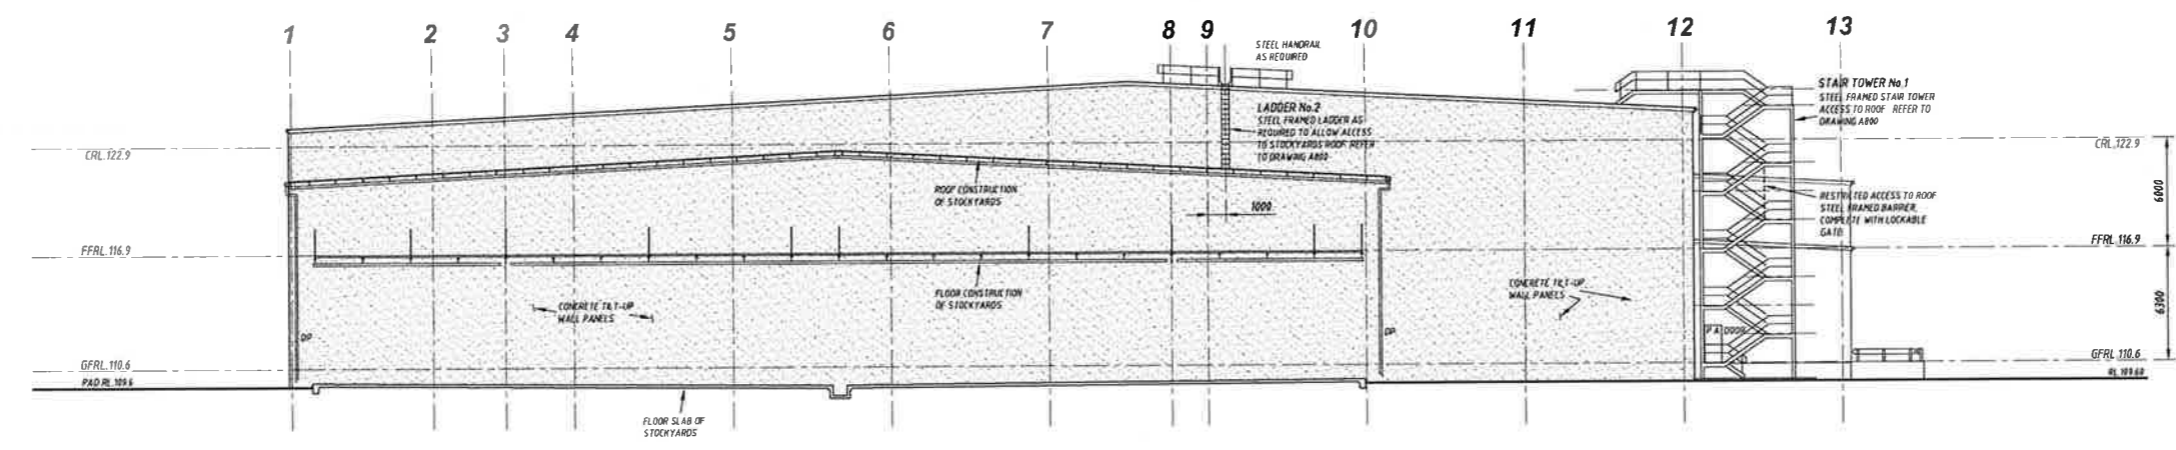 1 2 3 4 5 6 7 8 9 10 11 12 13
STEEL HANDRAIL
AS REQUIRED
STAIR TOWER No.1
STEEL FRAMED STAIR TOWER
ACCESS TO ROOF REFER TO
DRAWING A800
LADDER No.2
STEEL FRAMED LADDER AS
REQUIRED TO ALLOW ACCESS
TO STOCKYARDS ROOF REFER
TO DRAWING A800
CRL.122.9
CRL.122.9
ROOF CONSTRUCTION
OF STOCKYARDS
1000
RESTRICTED ACCESS TO ROOF
STEEL FRAMED BARRIER,
COMPLETE WITH LOCKABLE
GATE
6000
FFRL.116.9
FFRL.116.9
FLOOR CONSTRUCTION
OF STOCKYARDS
CONCRETE TILT-UP
WALL PANELS
CONCRETE TILT-UP
WALL PANELS
6300
DP
DP
P A DOOR
GFRL.110.6
GFRL.110.6
PAD RL.109.6
RL 109.60
FLOOR SLAB OF
STOCKYARDS